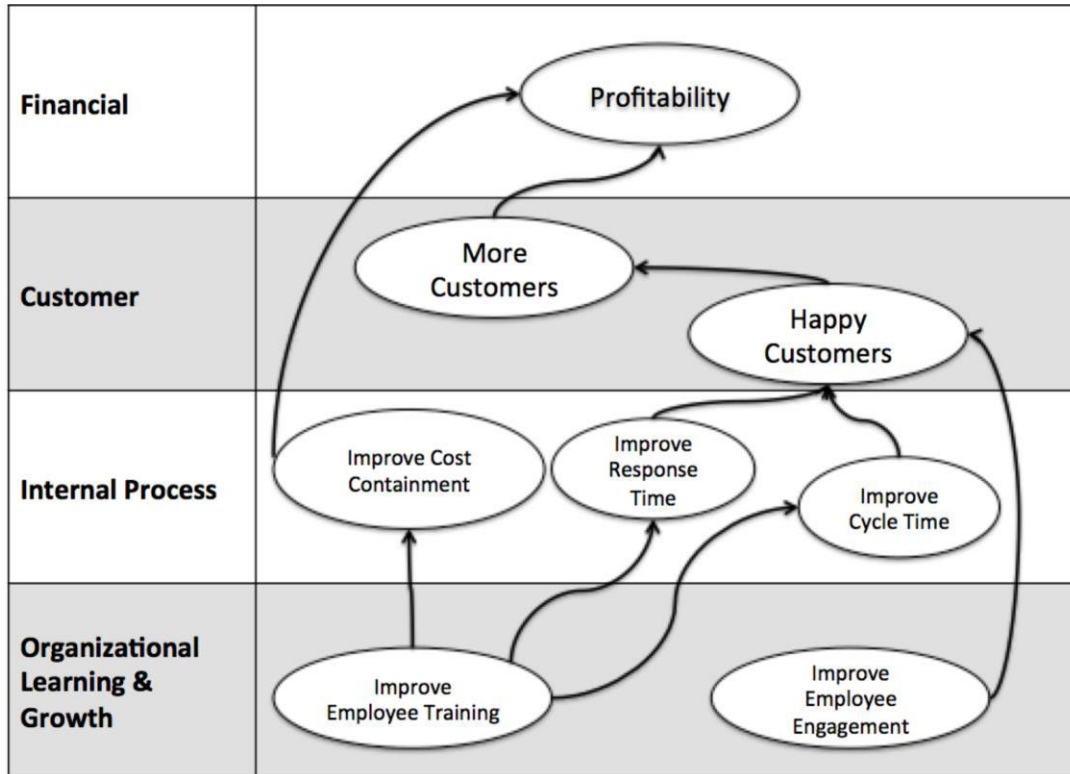 Financial
Profitability
Customer
More
Customers
Happy
Customers
Internal Process
Improve Cost
Containment
Improve
Response
Time
Improve
Cycle Time
Organizational
Learning &
Growth
Improve
Employee Training
Improve
Employee
Engagement